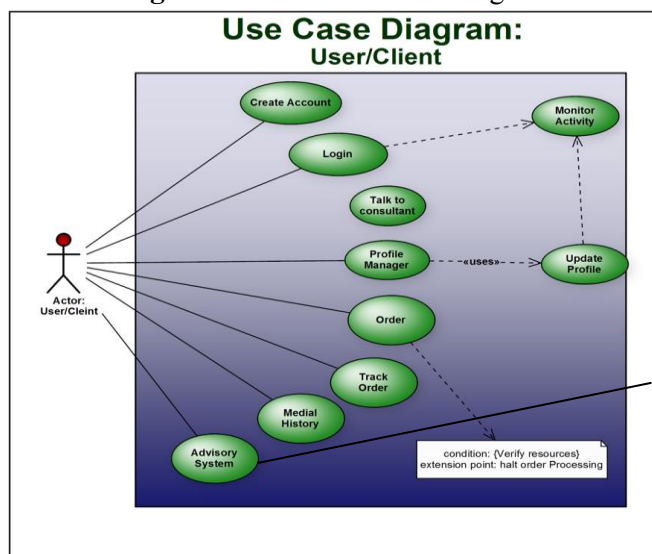 Use Case Diagram:
User/Client
Create Account
Monitor
Activity
Login
Talk to
consultant
Profile
Manager
«uses»
Update
Profile
Actor:
User/Cleint
Order
Track
Order
Medial
History
Advisory
System
condition: {Verify resources}
extension point: halt order Processing